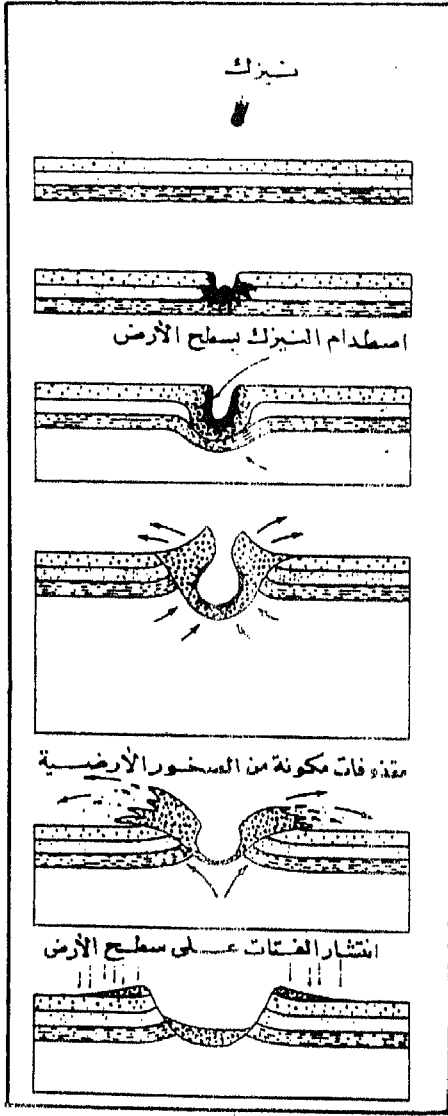 نيزك
اصطدام النيزك بسطح الأرض
مقذوفات مكونة من الصخور الأرضية
انتشار الفتات على سطح الأرض